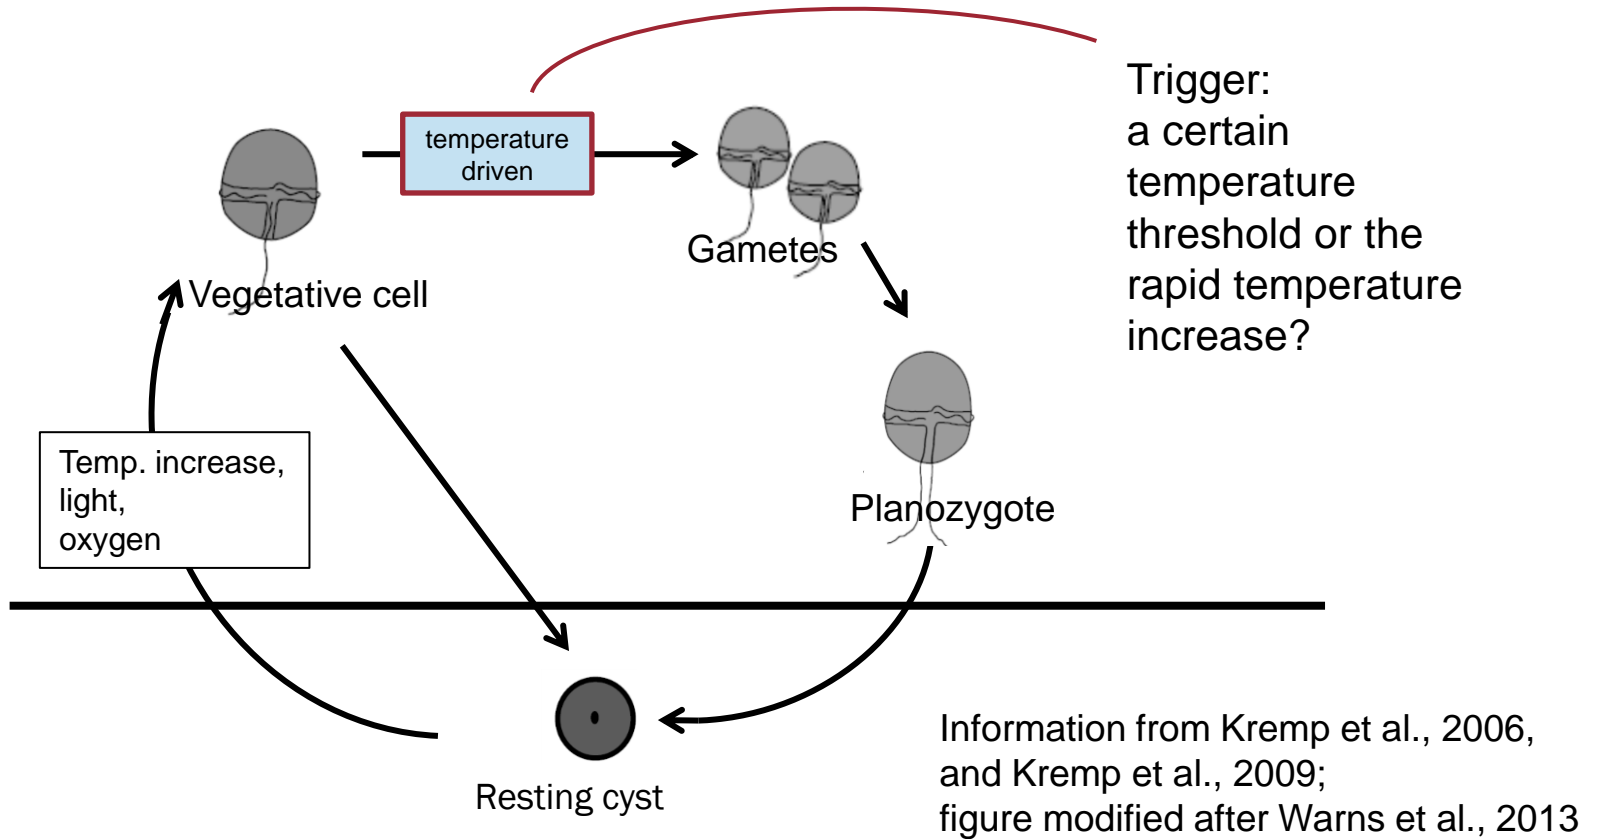 Trigger:
a certain
temperature
threshold or the
rapid temperature
increase?
temperature
driven
Gametes
Vegetative cell
Temp. increase,
light,
oxygen
Planozygote
Resting cyst
Information from Kremp et al., 2006,
and Kremp et al., 2009;
figure modified after Warns et al., 2013